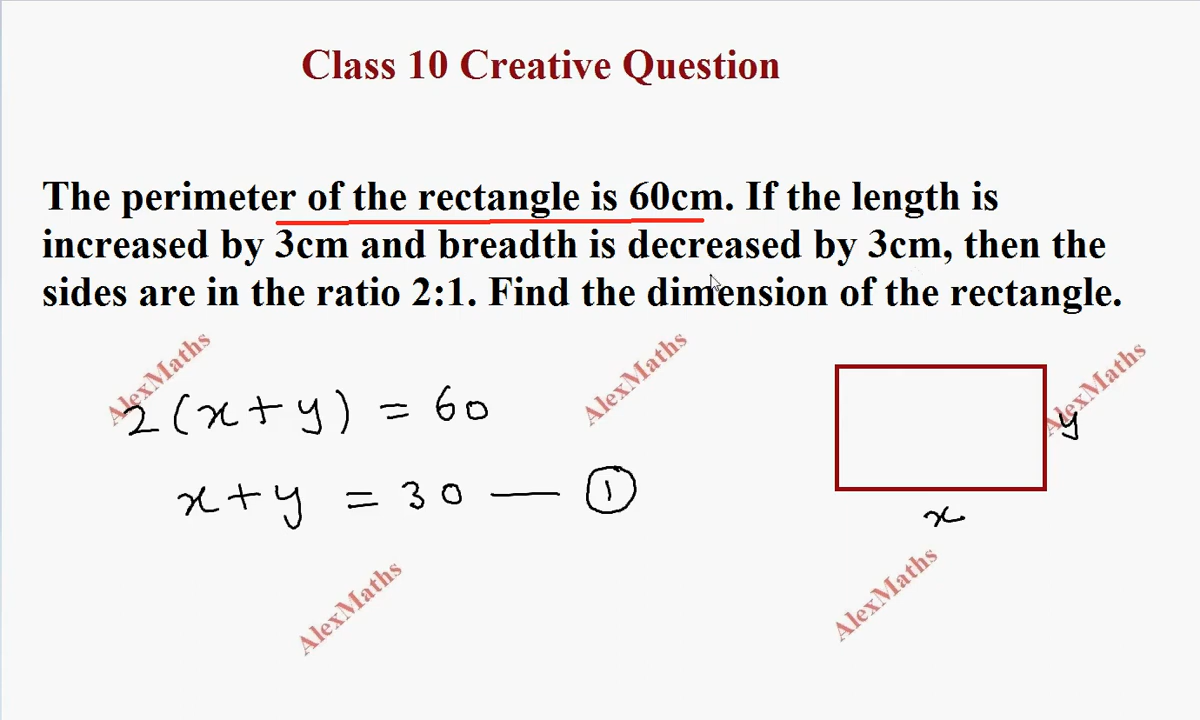 Class 10 Creative Question
The perimeter of the rectangle is 60cm. If the length is
increased by 3cm and breadth is decreased by 3cm, then the
sides are in the ratio 2:1. Find the dimension of the rectangle.
AlexMaths
AlexMaths
AlexMaths
2(x+y) = 60
y
x+y = 30 — ①
x
AlexMaths
AlexMaths